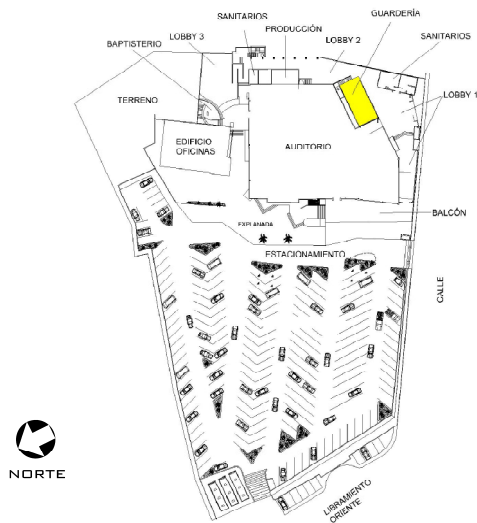 GUARDERÍA
SANITARIOS
PRODUCCIÓN
LOBBY 3
LOBBY 2
SANITARIOS
BAPTISTERIO
TERRENO
LOBBY 1
EDIFICIO
OFICINAS
AUDITORIO
BALCÓN
EXPLANADA
ESTACIONAMIENTO
CALLE
NORTE
LIBRAMIENTO
ORIENTE